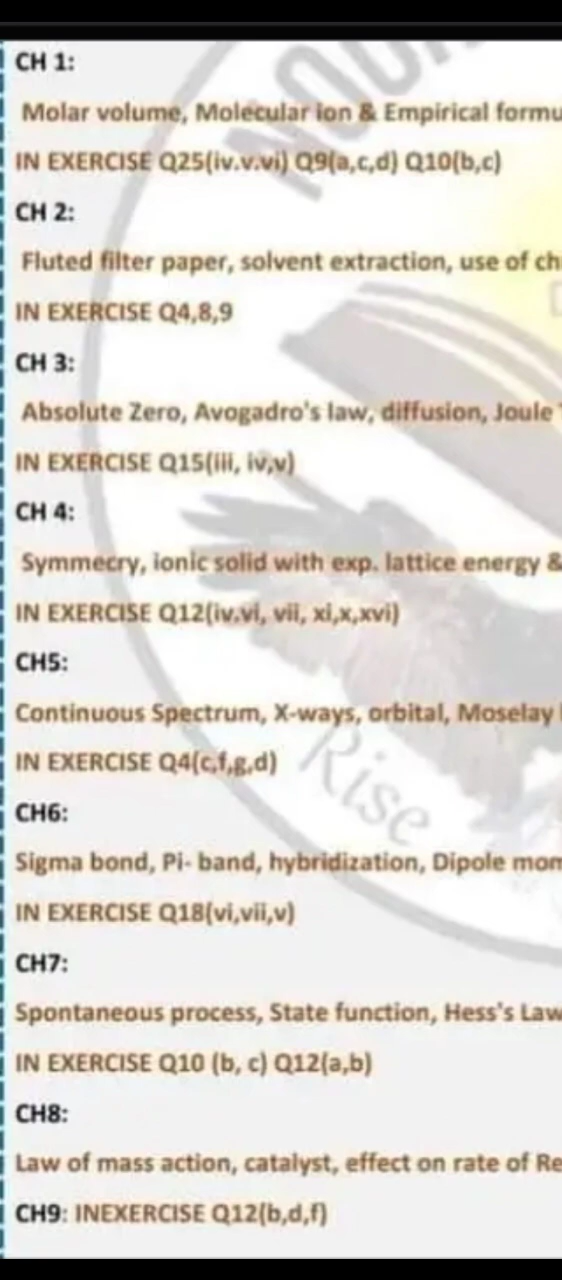 CH 1:
Molar volume, Molecular ion & Empirical formu
IN EXERCISE Q25(iv.v.vi) Q9(a,c,d) Q10(b,c)
CH 2:
Fluted filter paper, solvent extraction, use of ch
IN EXERCISE Q4,8,9
CH 3:
Absolute Zero, Avogadro's law, diffusion, Joule
IN EXERCISE Q15(iii, iv,v)
CH 4:
Symmecry, ionic solid with exp. lattice energy &
IN EXERCISE Q12(iv.vi, vii, xi,x,xvi)
CH5:
Continuous Spectrum, X-ways, orbital, Moselay
IN EXERCISE Q4(c,f,g,d)
Rise
CH6:
Sigma bond, Pi- band, hybridization, Dipole mom
IN EXERCISE Q18(vi,vii,v)
CH7:
Spontaneous process, State function, Hess's Law
IN EXERCISE Q10 (b, c) Q12(a,b)
CH8:
Law of mass action, catalyst, effect on rate of Re
CH9: INEXERCISE Q12(b,d,f)